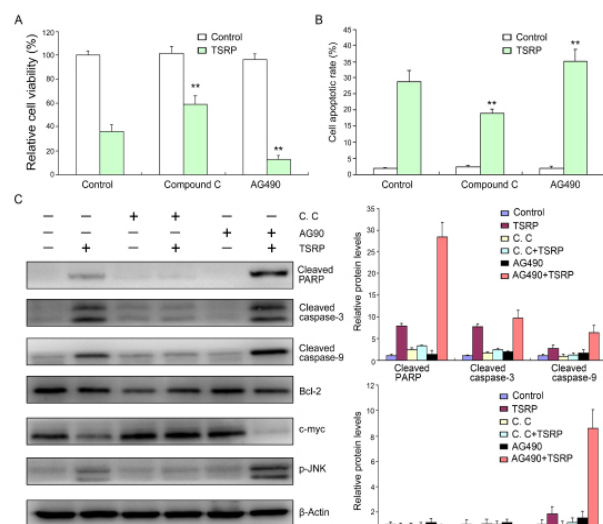 A
Relative cell viability (%)
120
100
80
60
40
20
0
Control
TSRP
**
**
Control
Compound C
AG490
B
Cell apoptotic rate (%)
45
40
35
30
25
20
15
10
5
0
Control
TSRP
**
**
Control
Compound C
AG490
C
— — + + — — C. C
— — — — + + AG90
— + — + — + TSRP
Cleaved
PARP
Cleaved
caspase-3
Cleaved
caspase-9
Bcl-2
c-myc
p-JNK
β-Actin
Relative protein levels
35
30
25
20
15
10
5
0
Control
TSRP
C. C
C. C+TSRP
AG490
AG490+TSRP
Cleaved
PARP
Cleaved
caspase-3
Cleaved
caspase-9
Relative protein levels
10
8
6
4
2
Control
TSRP
C. C
C. C+TSRP
AG490
AG490+TSRP